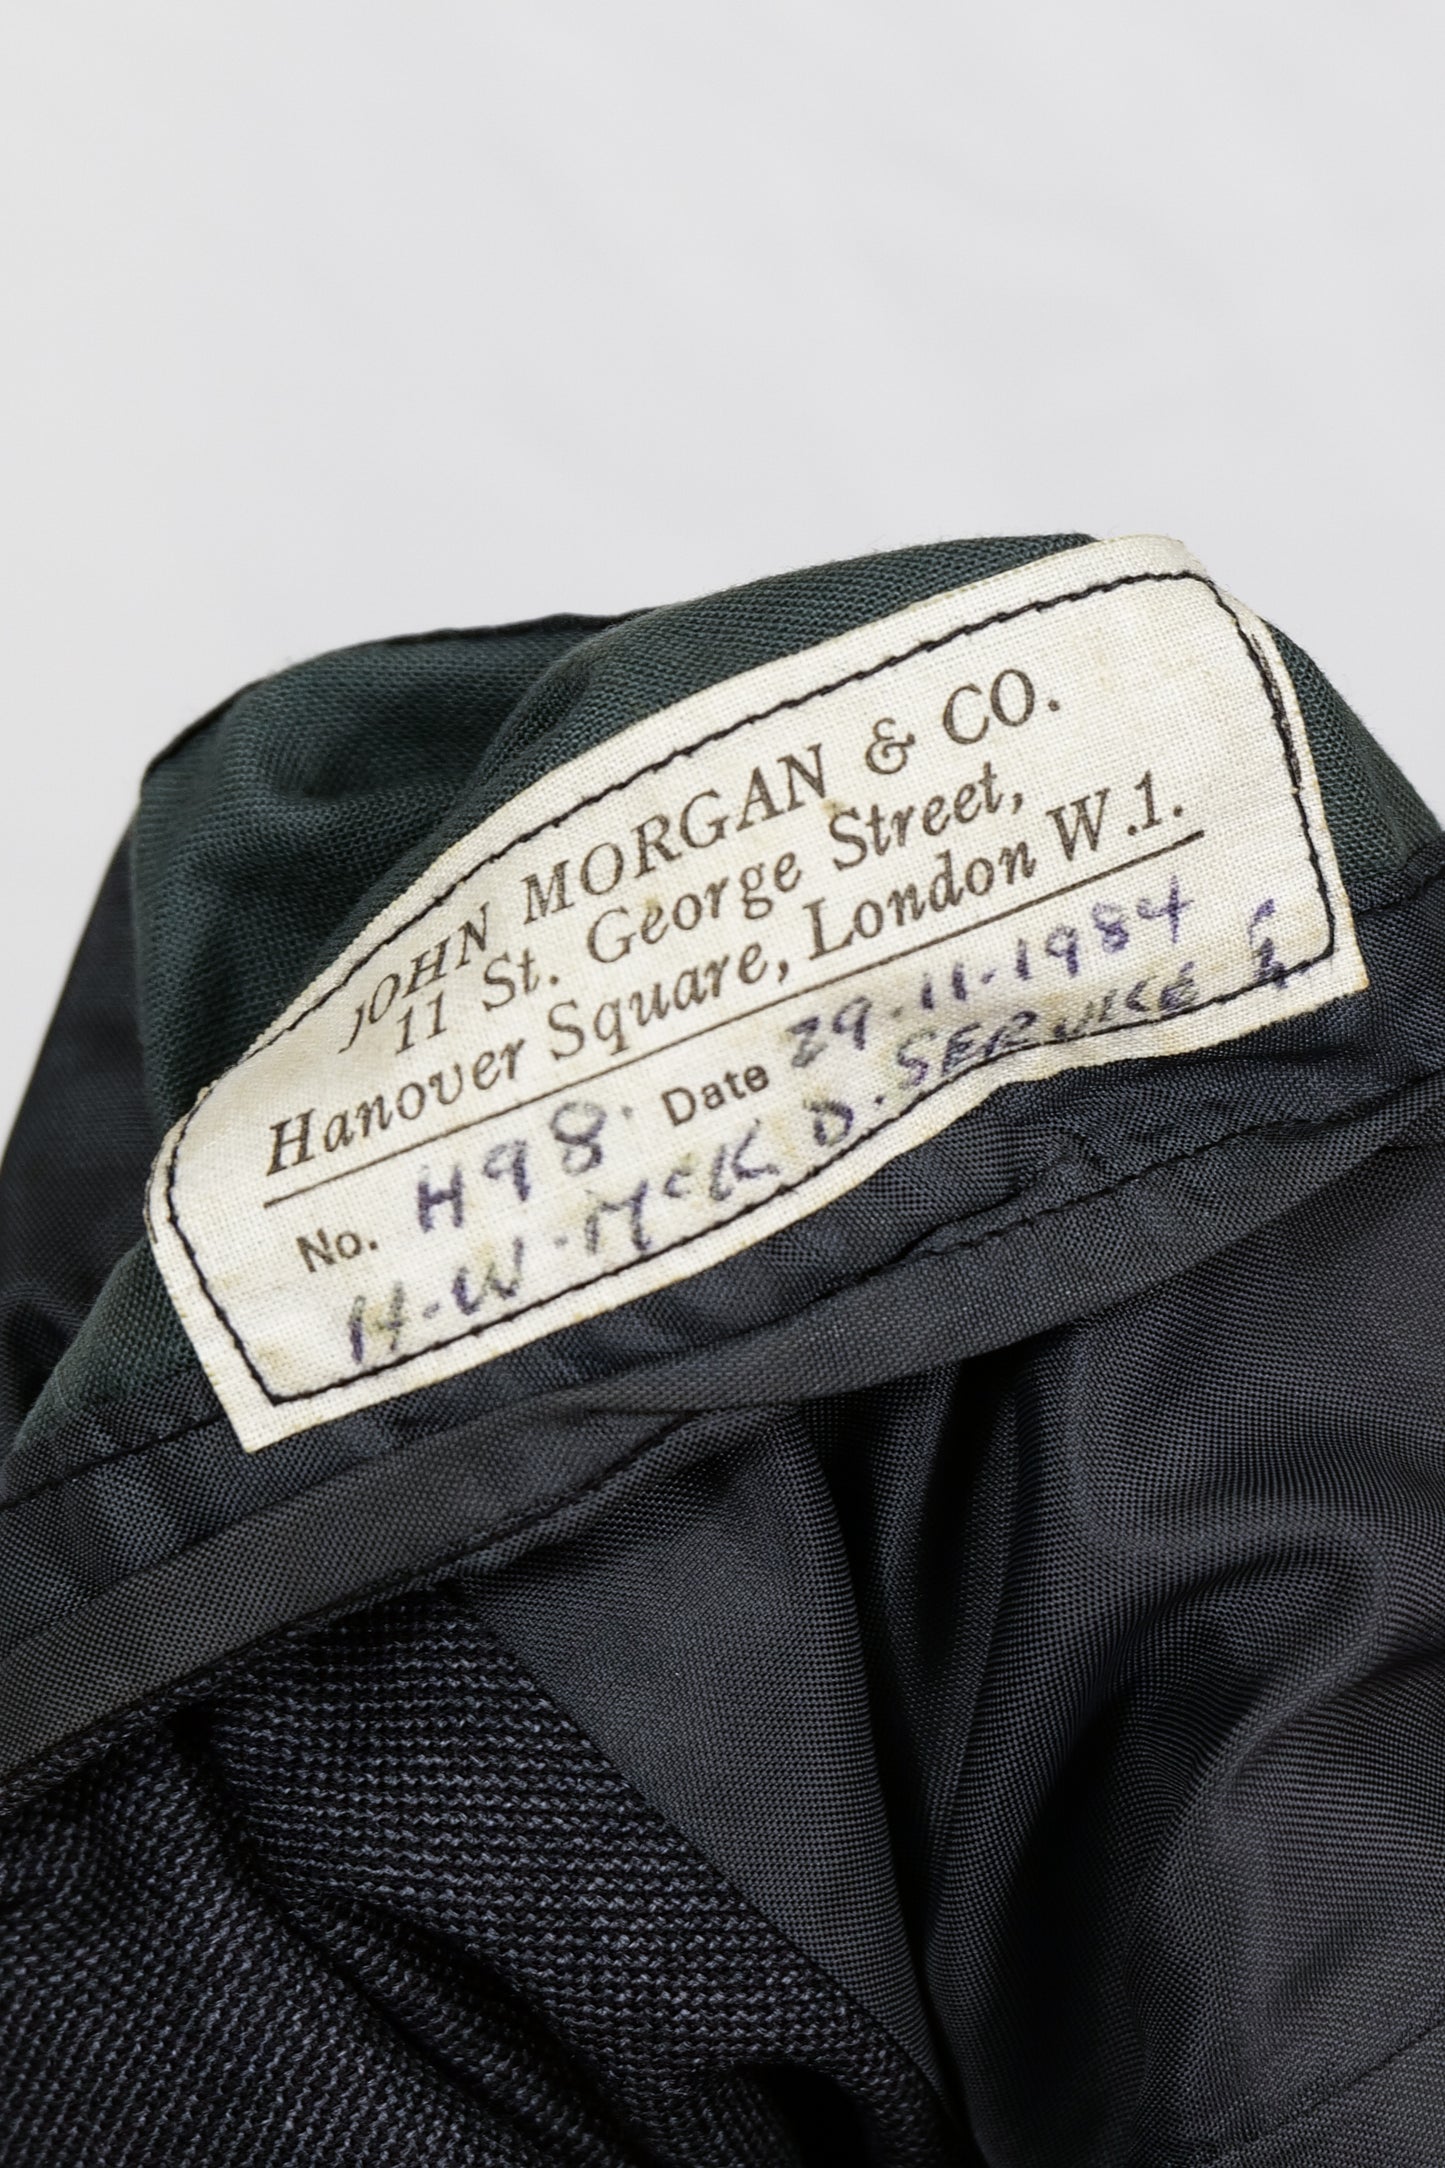 JOHN MORGAN & CO.
11 St. George Street,
Hanover Square, London W.1.
No. H98. Date 29.11.1984
H.W.McK. D. SERVICE